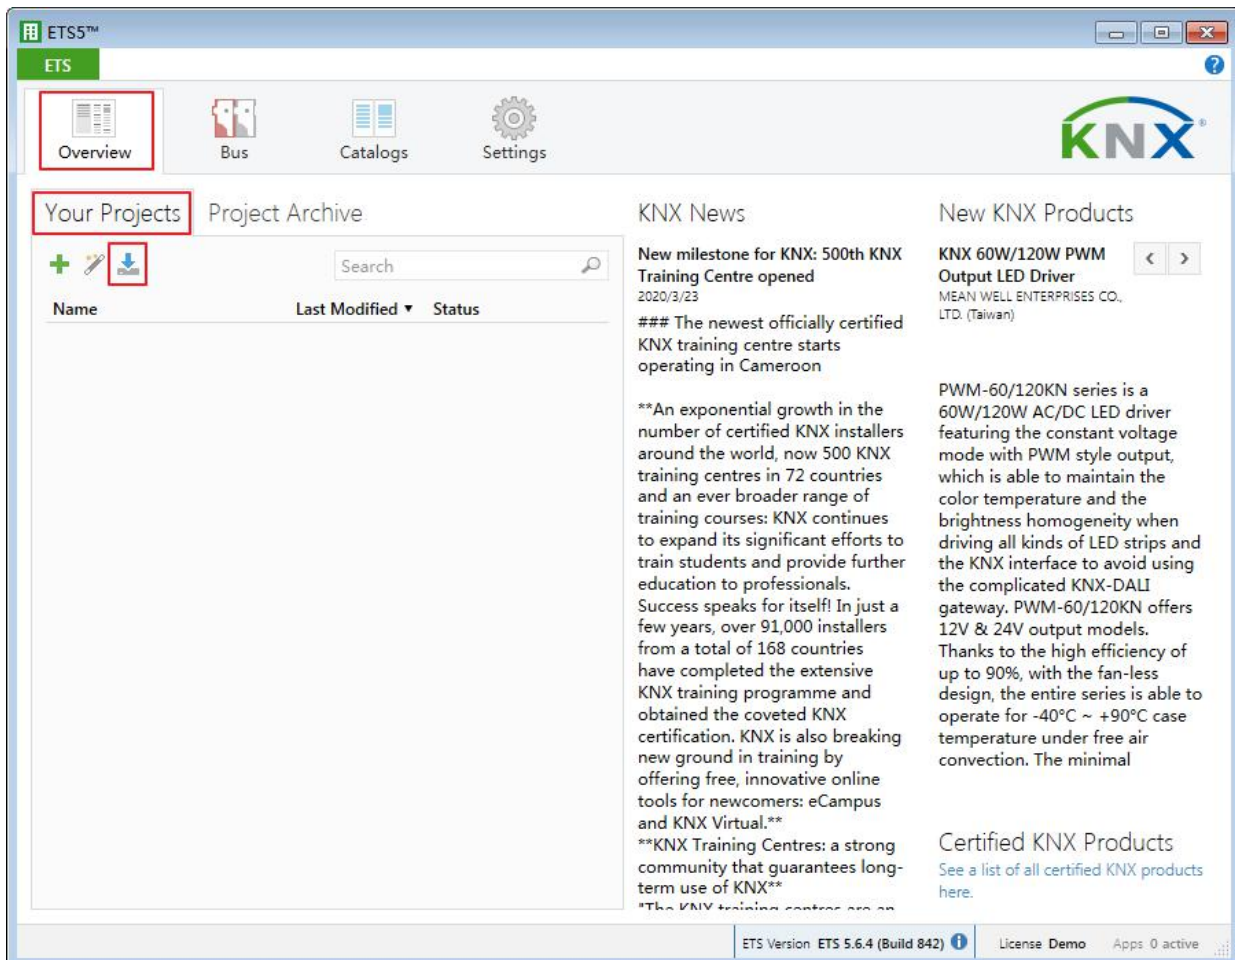 ETS5™
ETS
Overview
Bus
Catalogs
Settings
KNX®
Your Projects
Project Archive
Search
Name
Last Modified
Status
KNX News
New milestone for KNX: 500th KNX
Training Centre opened
2020/3/23
### The newest officially certified
KNX training centre starts
operating in Cameroon
**An exponential growth in the
number of certified KNX installers
around the world, now 500 KNX
training centres in 72 countries
and an ever broader range of
training courses: KNX continues
to expand its significant efforts to
train students and provide further
education to professionals.
Success speaks for itself! In just a
few years, over 91,000 installers
from a total of 168 countries
have completed the extensive
KNX training programme and
obtained the coveted KNX
certification. KNX is also breaking
new ground in training by
offering free, innovative online
tools for newcomers: eCampus
and KNX Virtual.**
**KNX Training Centres: a strong
community that guarantees long-
term use of KNX**
"The KNX training centres are an
New KNX Products
KNX 60W/120W PWM
Output LED Driver
MEAN WELL ENTERPRISES CO.,
LTD. (Taiwan)
PWM-60/120KN series is a
60W/120W AC/DC LED driver
featuring the constant voltage
mode with PWM style output,
which is able to maintain the
color temperature and the
brightness homogeneity when
driving all kinds of LED strips and
the KNX interface to avoid using
the complicated KNX-DALI
gateway. PWM-60/120KN offers
12V & 24V output models.
Thanks to the high efficiency of
up to 90%, with the fan-less
design, the entire series is able to
operate for -40°C ~ +90°C case
temperature under free air
convection. The minimal
Certified KNX Products
See a list of all certified KNX products
here.
ETS Version ETS 5.6.4 (Build 842)
License Demo
Apps 0 active